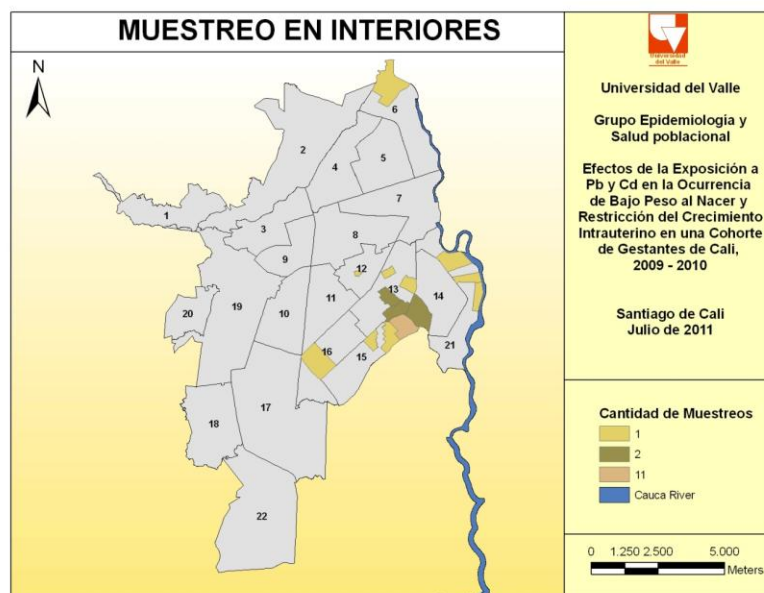 MUESTREO EN INTERIORES
N
6
2
5
4
7
1
3
8
9
12
13
14
11
20
19
10
16
15
21
17
18
22
Universidad
del Valle
Universidad del Valle
Grupo Epidemiología y
Salud poblacional
Efectos de la Exposición a
Pb y Cd en la Ocurrencia
de Bajo Peso al Nacer y
Restricción del Crecimiento
Intrauterino en una Cohorte
de Gestantes de Cali,
2009 - 2010
Santiago de Cali
Julio de 2011
Cantidad de Muestreos
1
2
11
Cauca River
0 1.250 2.500 5.000
Meters